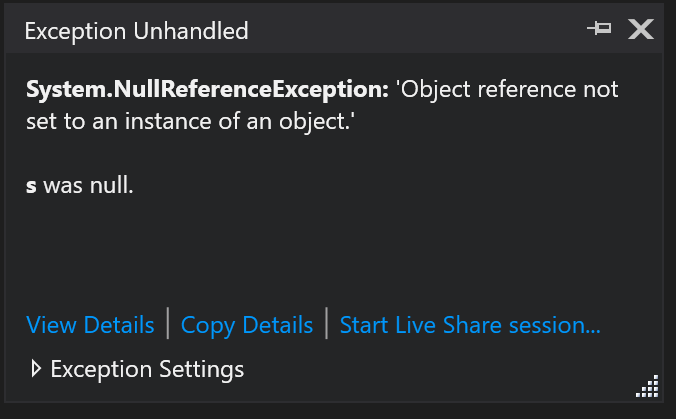 Exception Unhandled
System.NullReferenceException: 'Object reference not
set to an instance of an object.'
s was null.
View Details | Copy Details | Start Live Share session...
Exception Settings